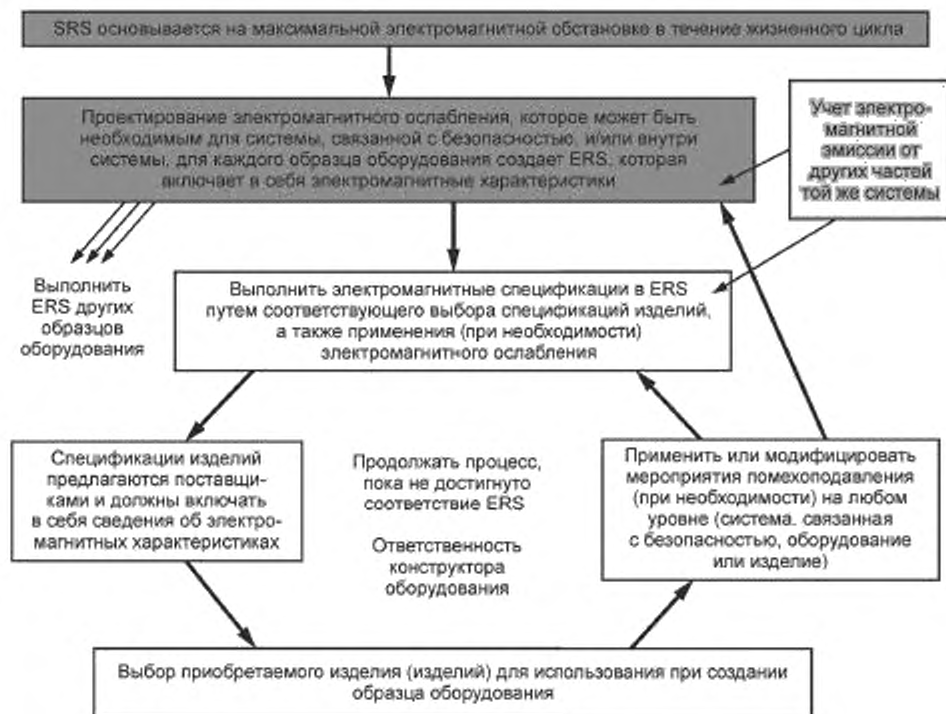 SRS основывается на максимальной электромагнитной обстановке в течение жизненного цикла
Проектирование электромагнитного ослабления, которое может быть
необходимым для системы, связанной с безопасностью, и/или внутри
системы, для каждого образца оборудования создает ERS, которая
включает в себя электромагнитные характеристики
Учет электро-
магнитной
эмиссии от
других частей
той же системы
Выполнить
ERS других
образцов
оборудования
Выполнить электромагнитные спецификации в ERS
путем соответствующего выбора спецификаций изделий,
а также применения (при необходимости)
электромагнитного ослабления
Спецификации изделий
предлагаются поставщи-
ками и должны включать
в себя сведения об электро-
магнитных характеристиках
Продолжать процесс,
пока не достигнуто
соответствие ERS
Ответственность
конструктора
оборудования
Применить или модифицировать
мероприятия помехоподавления
(при необходимости) на любом
уровне (система. связанная
с безопасностью, оборудование
или изделие)
Выбор приобретаемого изделия (изделий) для использования при создании
образца оборудования